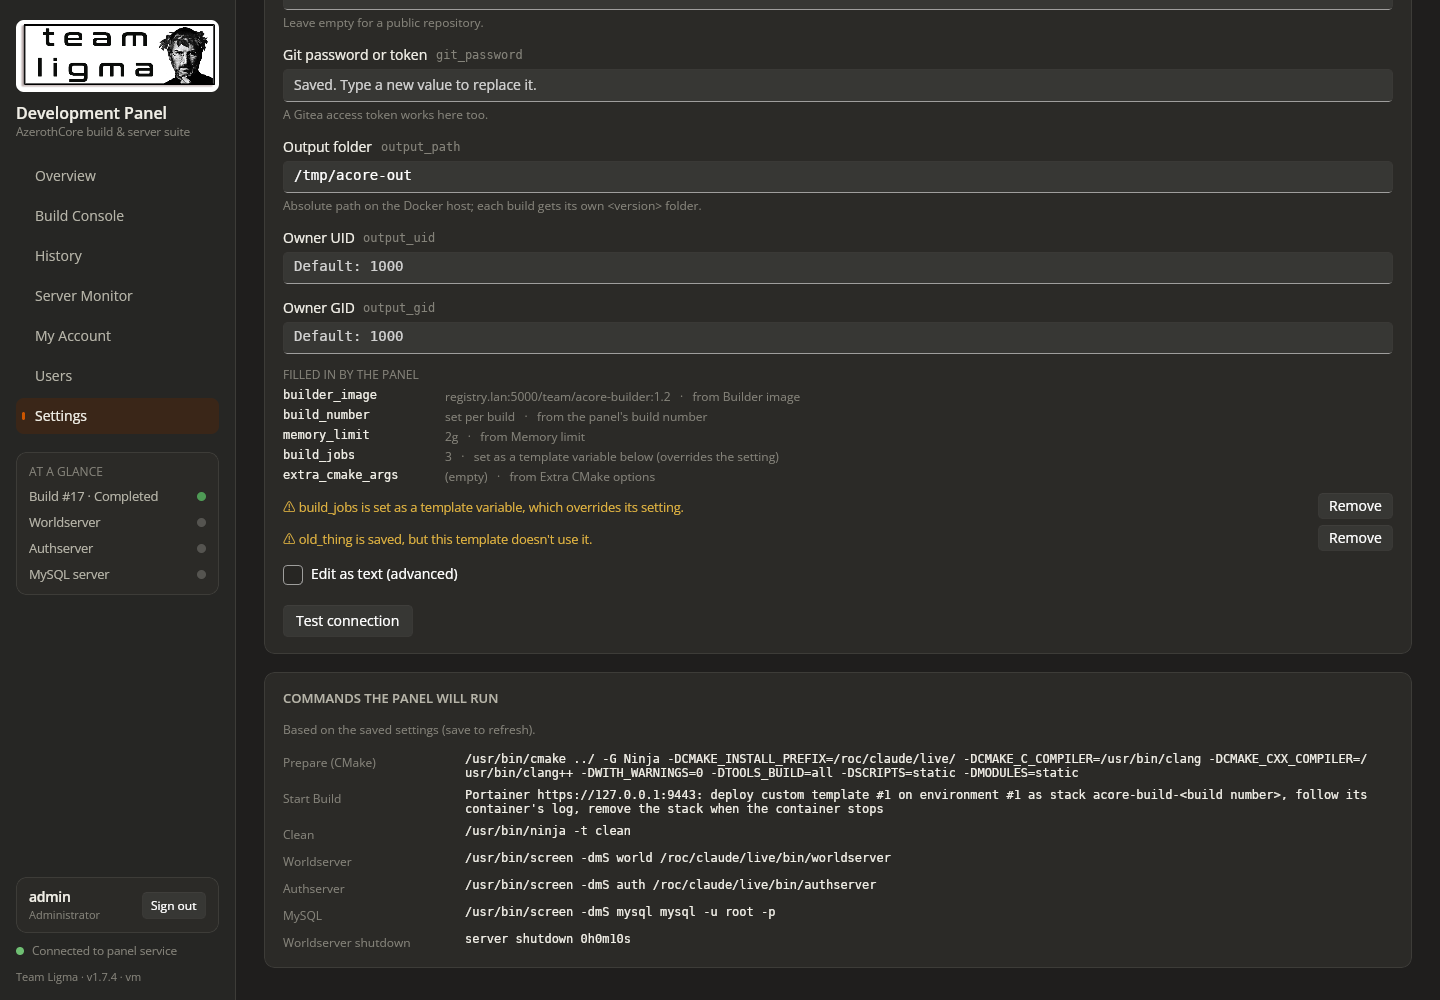 team
ligma
Development Panel
AzerothCore build & server suite
Overview
Build Console
History
Server Monitor
My Account
Users
Settings
AT A GLANCE
Build #17 · Completed
Worldserver
Authserver
MySQL server
admin
Administrator
Sign out
Connected to panel service
Team Ligma · v1.7.4 · vm
Leave empty for a public repository.
Git password or token git_password
Saved. Type a new value to replace it.
A Gitea access token works here too.
Output folder output_path
/tmp/acore-out
Absolute path on the Docker host; each build gets its own <version> folder.
Owner UID output_uid
Default: 1000
Owner GID output_gid
Default: 1000
FILLED IN BY THE PANEL
builder_image registry.lan:5000/team/acore-builder:1.2 · from Builder image
build_number set per build · from the panel's build number
memory_limit 2g · from Memory limit
build_jobs 3 · set as a template variable below (overrides the setting)
extra_cmake_args (empty) · from Extra CMake options
⚠ build_jobs is set as a template variable, which overrides its setting. Remove
⚠ old_thing is saved, but this template doesn't use it. Remove
Edit as text (advanced)
Test connection
COMMANDS THE PANEL WILL RUN
Based on the saved settings (save to refresh).
Prepare (CMake) /usr/bin/cmake ../ -G Ninja -DCMAKE_INSTALL_PREFIX=/roc/claude/live/ -DCMAKE_C_COMPILER=/usr/bin/clang -DCMAKE_CXX_COMPILER=/
usr/bin/clang++ -DWITH_WARNINGS=0 -DTOOLS_BUILD=all -DSCRIPTS=static -DMODULES=static
Start Build Portainer https://127.0.0.1:9443: deploy custom template #1 on environment #1 as stack acore-build-<build number>, follow its
container's log, remove the stack when the container stops
Clean /usr/bin/ninja -t clean
Worldserver /usr/bin/screen -dmS world /roc/claude/live/bin/worldserver
Authserver /usr/bin/screen -dmS auth /roc/claude/live/bin/authserver
MySQL /usr/bin/screen -dmS mysql mysql -u root -p
Worldserver shutdown server shutdown 0h0m10s